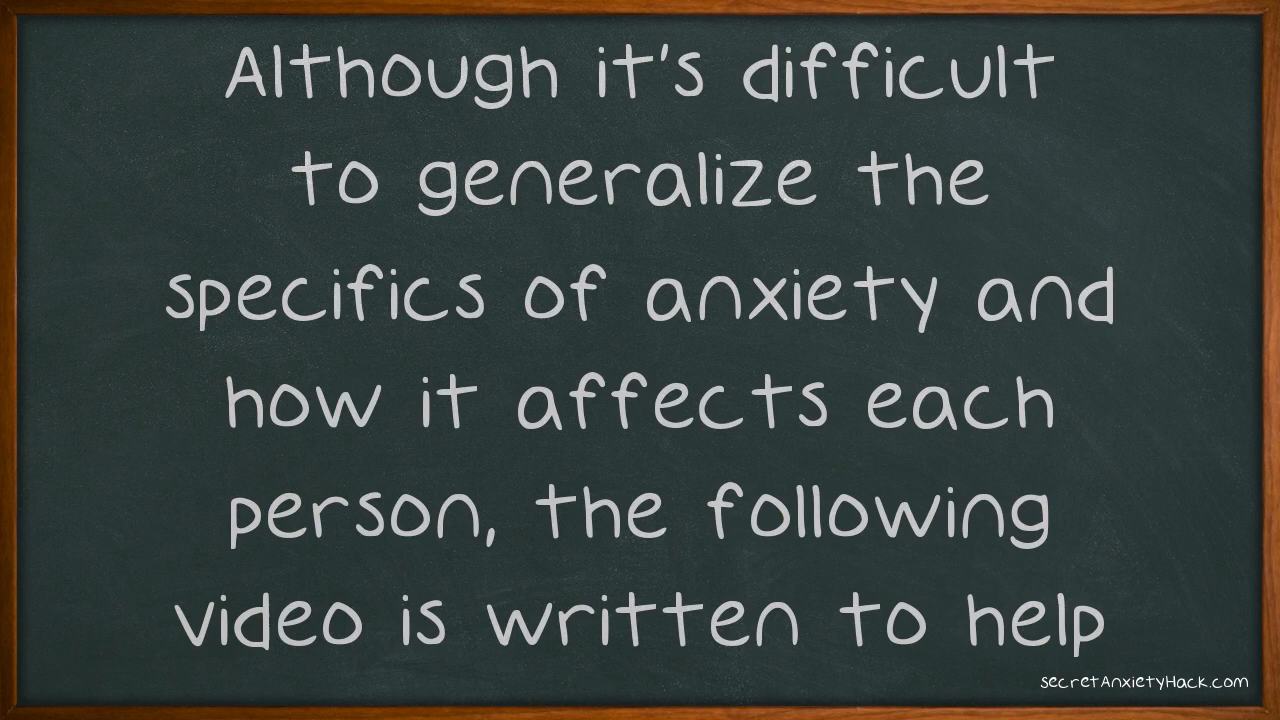 Although it's difficult
to generalize the
specifics of anxiety and
how it affects each
person, the following
video is written to help
secretAnxietyHack.com